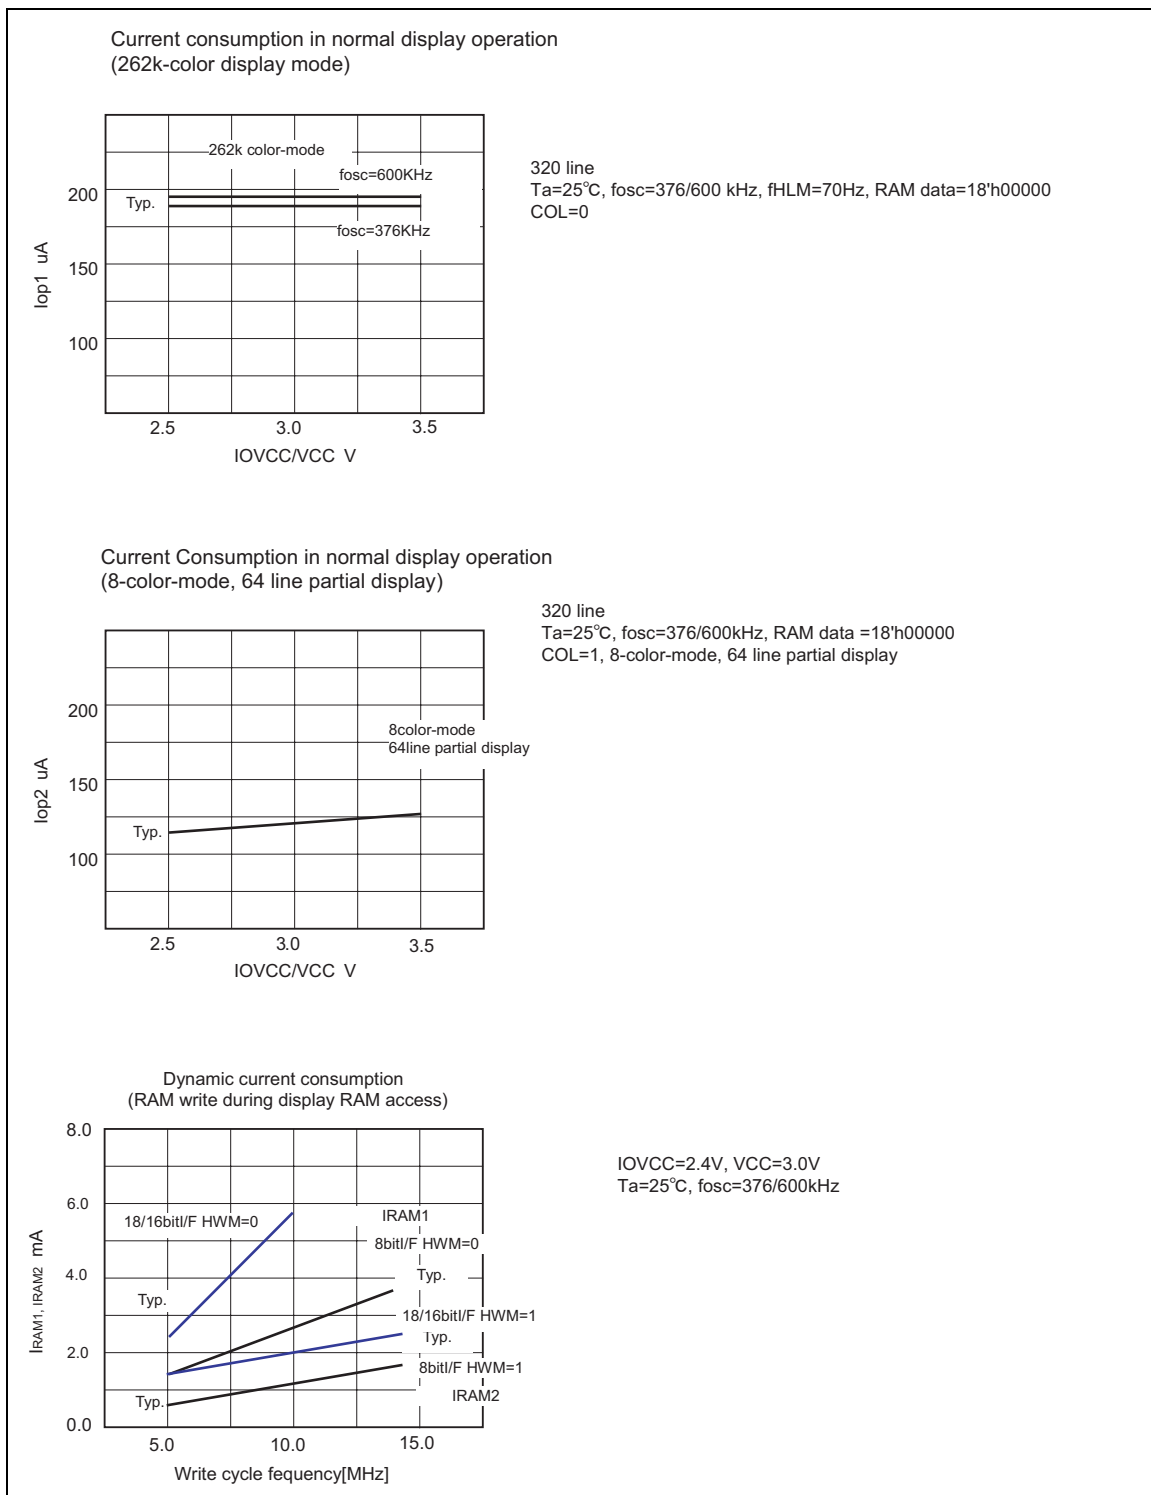 Current consumption in normal display operation
(262k-color display mode)
262k color-mode
fosc=600KHz
200
Typ.
fosc=376KHz
150
100
Iop1 uA
2.5 3.0 3.5
IOVCC/VCC V
320 line
Ta=25℃, fosc=376/600 kHz, fHLM=70Hz, RAM data=18'h00000
COL=0
Current Consumption in normal display operation
(8-color-mode, 64 line partial display)
320 line
Ta=25℃, fosc=376/600kHz, RAM data =18'h00000
COL=1, 8-color-mode, 64 line partial display
200
8color-mode
64line partial display
150
Typ.
100
Iop2 uA
2.5 3.0 3.5
IOVCC/VCC V
Dynamic current consumption
(RAM write during display RAM access)
8.0
6.0
18/16bitI/F HWM=0
IRAM1
8bitI/F HWM=0
4.0
Typ.
Typ.
18/16bitI/F HWM=1
Typ.
2.0
8bitI/F HWM=1
Typ.
IRAM2
0.0
IRAM1, IRAM2 mA
5.0 10.0 15.0
Write cycle fequency[MHz]
IOVCC=2.4V, VCC=3.0V
Ta=25℃, fosc=376/600kHz